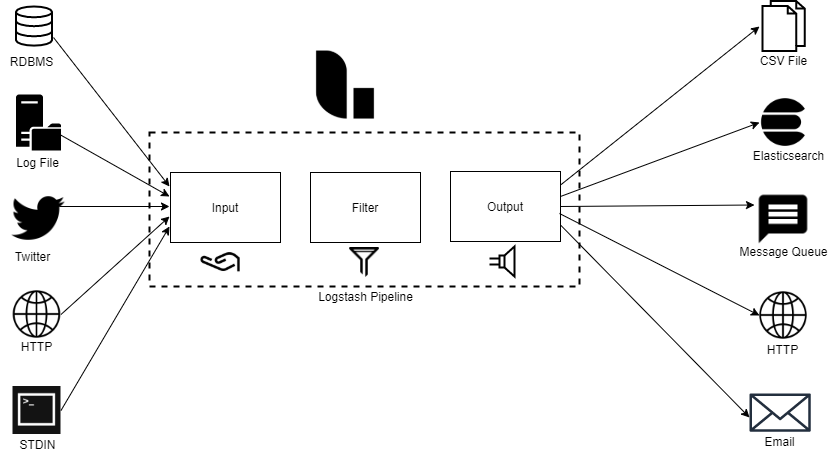 RDBMS
Log File
Twitter
HTTP
>_
STDIN
Input
Filter
Output
Logstash Pipeline
CSV File
Elasticsearch
Message Queue
HTTP
Email